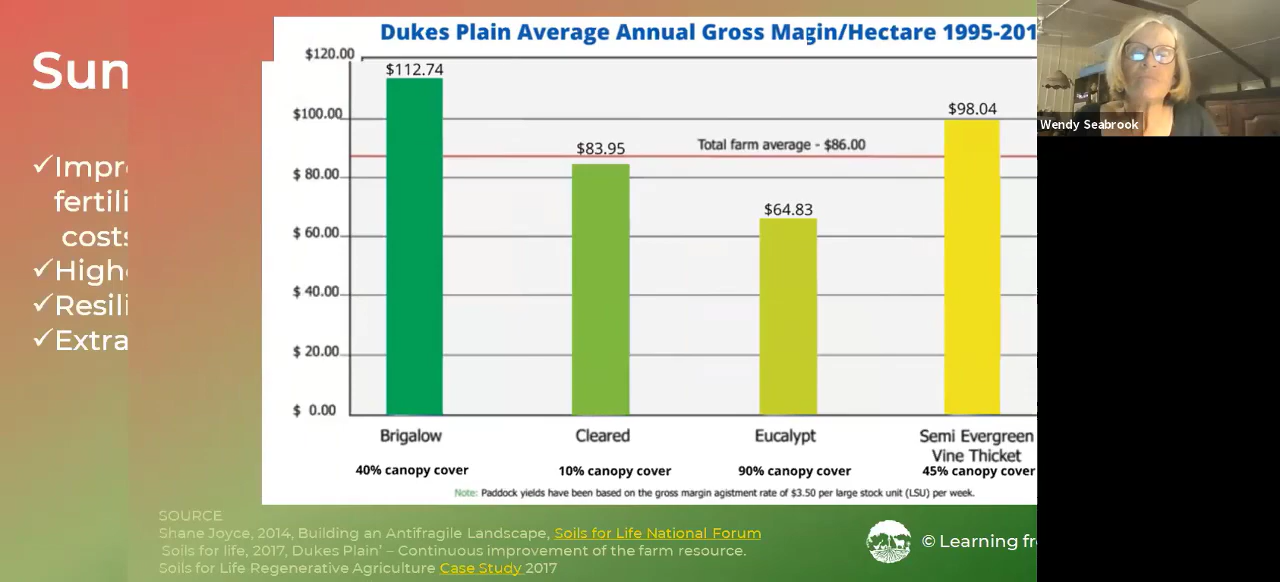 Sum
✓Impr
fertili
costs
✓High
✓Resili
✓Extra
Dukes Plain Average Annual Gross Magin/Hectare 1995-201
$120.00
$100.00
$ 80.00
$ 60.00
$ 40.00
$ 20.00
$ 0.00
$112.74
$83.95
$64.83
$98.04
Total farm average - $86.00
Brigalow
Cleared
Eucalypt
Semi Evergreen
Vine Thicket
40% canopy cover
10% canopy cover
90% canopy cover
45% canopy cover
Note: Paddock yields have been based on the gross margin agistment rate of $3.50 per large stock unit (LSU) per week.
SOURCE
Shane Joyce, 2014, Building an Antifragile Landscape, Soils for Life National Forum
Soils for life, 2017, Dukes Plain' – Continuous improvement of the farm resource.
Soils for Life Regenerative Agriculture Case Study 2017
© Learning fr
Wendy Seabrook